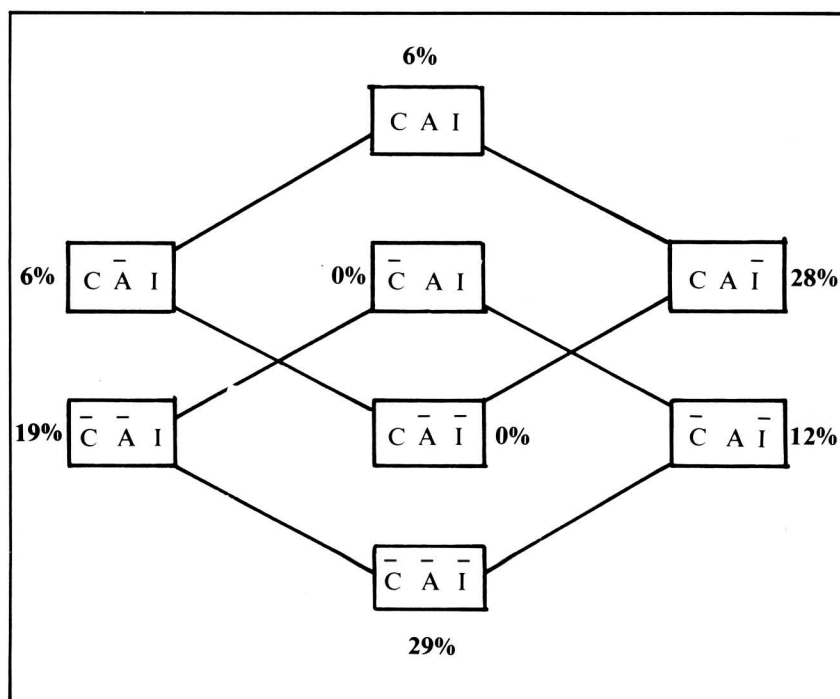 6%
C A I
6% C A̅ I 0% C̅ A I C A I̅ 28%
19% C̅ A̅ I C A̅ I̅ 0% C̅ A I̅ 12%
C̅ A̅ I̅
29%